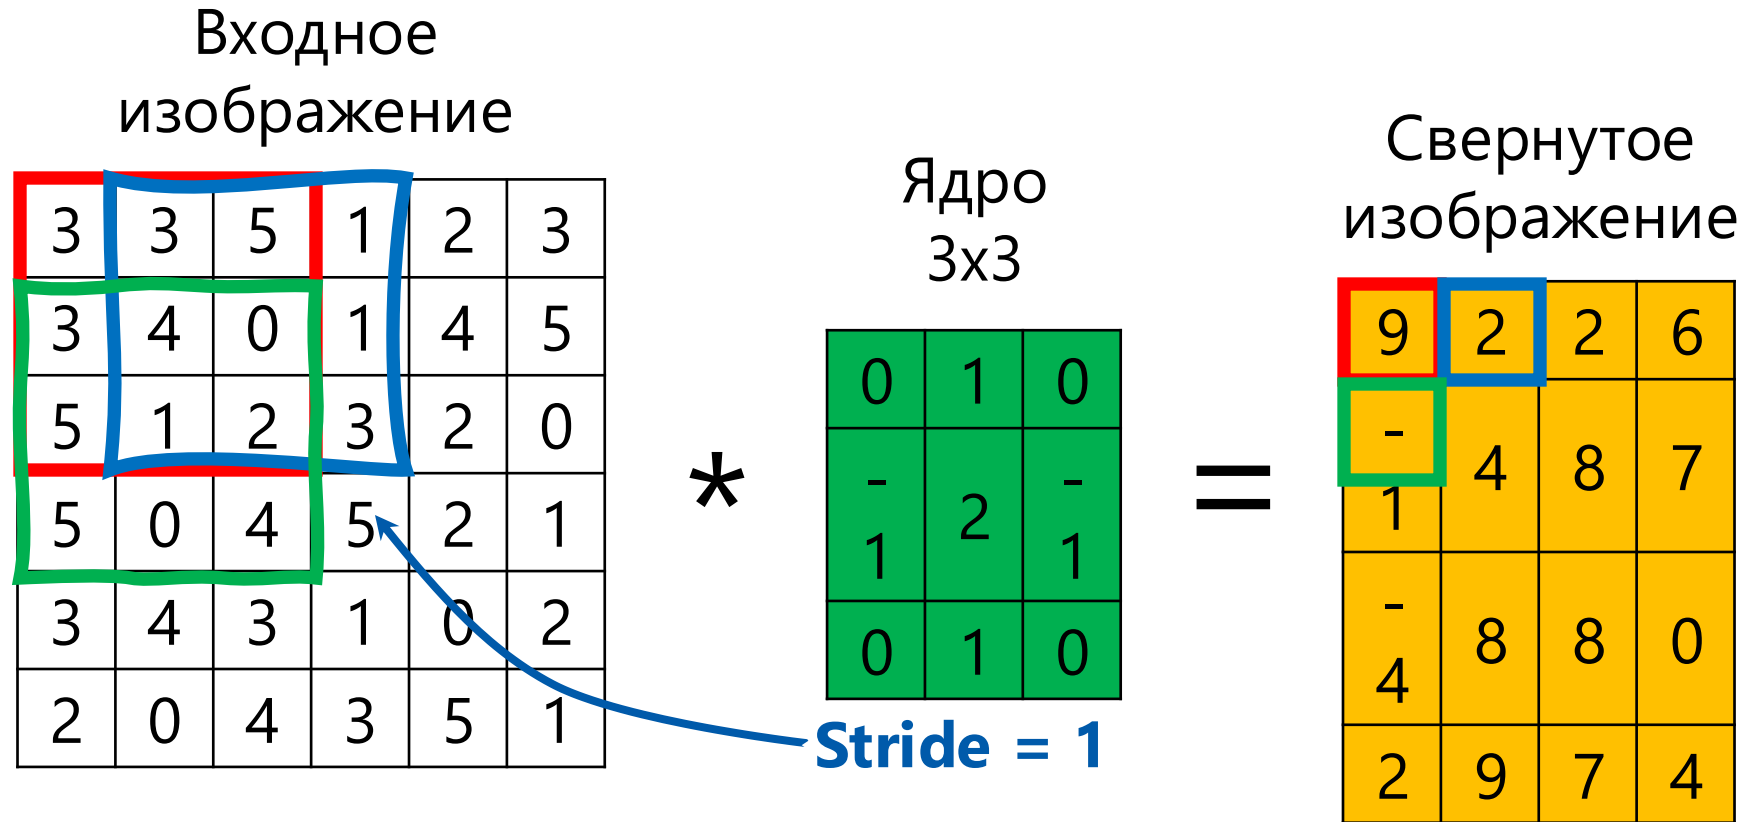 Входное
изображение
3 3 5 1 2 3
3 4 0 1 4 5
5 1 2 3 2 0
5 0 4 5 2 1
3 4 3 1 0 2
2 0 4 3 5 1
*
Ядро
3x3
0 1 0
-1 2 -1
0 1 0
Stride = 1
=
Свернутое
изображение
9 2 2 6
-1 4 8 7
-4 8 8 0
2 9 7 4